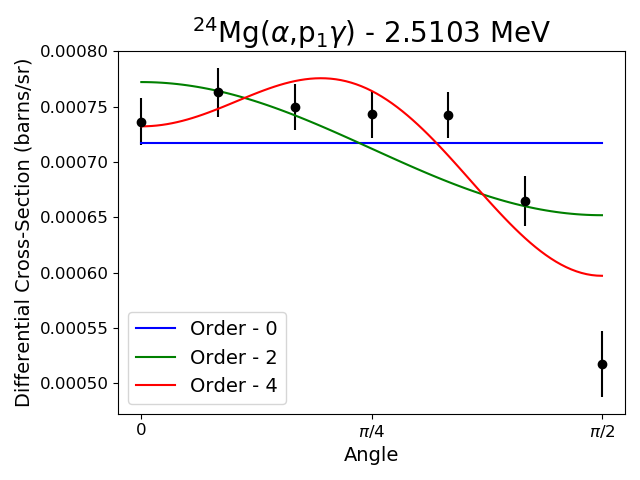 ²⁴Mg(α,p₁γ) - 2.5103 MeV
Differential Cross-Section (barns/sr)
0.00080
0.00075
0.00070
0.00065
0.00060
0.00055
0.00050
Order - 0
Order - 2
Order - 4
0 π/4 π/2
Angle